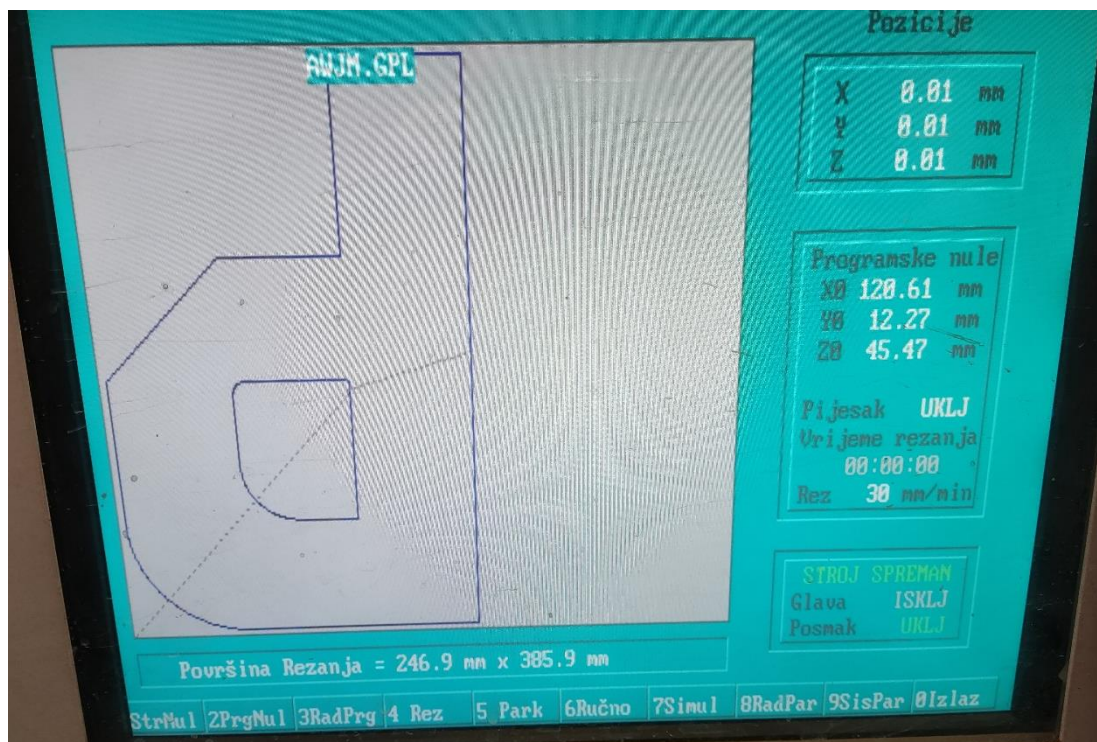 AWJM.GPL
Pozicije
X 0.01 mm
Y 0.01 mm
Z 0.01 mm
Programske nule
X0 120.61 mm
Y0 12.27 mm
Z0 45.47 mm
Pijesak UKLJ
Vrijeme rezanja
00:00:00
Rez 30 mm/min
STROJ SPREMAN
Glava ISKLJ
Posmak UKLJ
Površina Rezanja = 246.9 mm x 385.9 mm
StrNul 2PrgNul 3RadPrg 4 Rez 5 Park 6Ručno 7Simul 8RadPar 9SisPar 0Izlaz